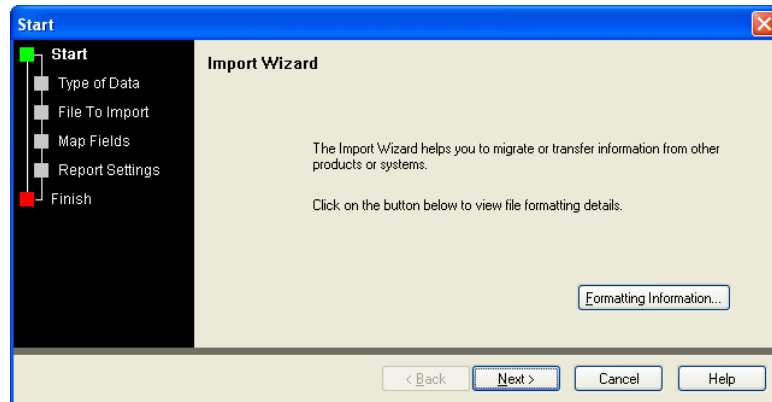 Start
Start
Type of Data
File To Import
Map Fields
Report Settings
Finish
Import Wizard
The Import Wizard helps you to migrate or transfer information from other
products or systems.
Click on the button below to view file formatting details.
Formatting Information...
< Back
Next >
Cancel
Help